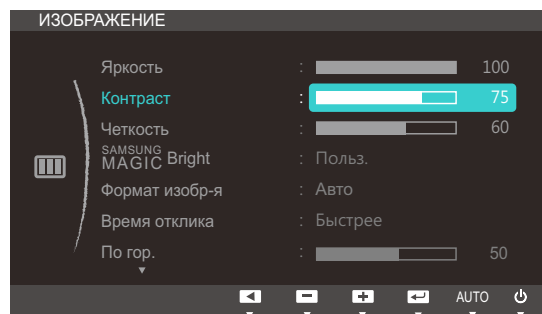 ИЗОБРАЖЕНИЕ
Яркость : 100
Контраст : 75
Четкость : 60
SAMSUNG MAGIC Bright : Польз.
Формат изобр-я : Авто
Время отклика : Быстрее
По гор. : 50
AUTO